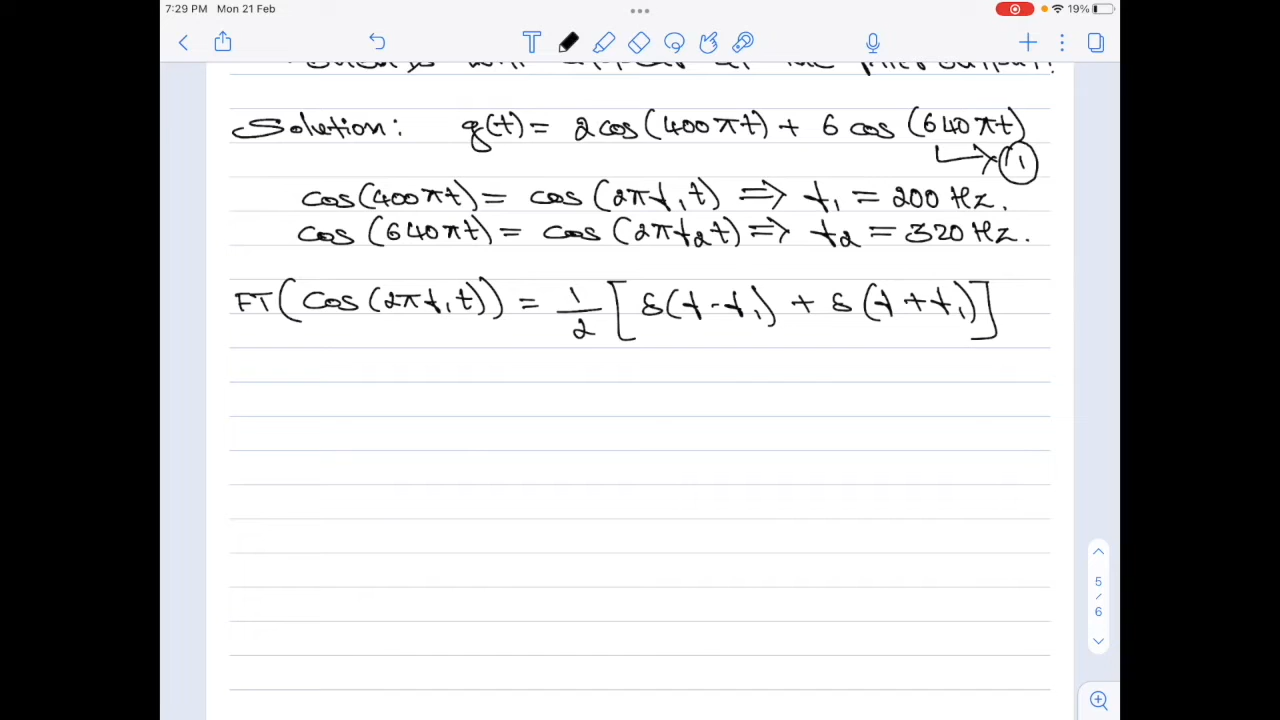 7:29 PM Mon 21 Feb
19%
Solution: g(t) = 2cos(400πt) + 6 cos (640πt)
1
cos(400πt) = cos(2πf₁t) ⟹ f₁ = 200 Hz.
cos(640πt) = cos(2πf₂t) ⟹ f₂ = 320 Hz.
FT(cos(2πf₁t)) = 1/2 [δ(f-f₁) + δ(f+f₁)]
5
/
6